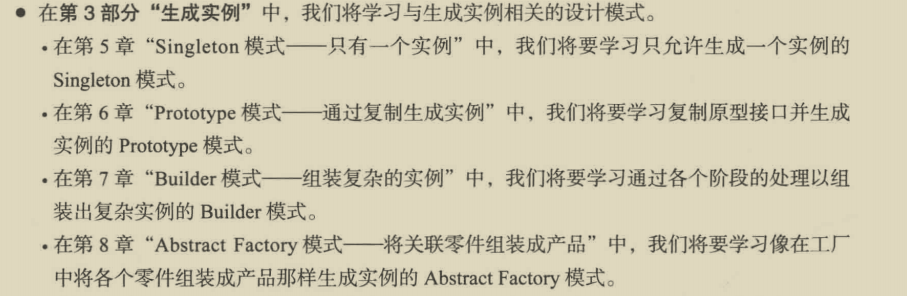 ● 在第 3 部分“生成实例”中，我们将学习与生成实例相关的设计模式。
• 在第 5 章“Singleton 模式——只有一个实例”中，我们将要学习只允许生成一个实例的
Singleton 模式。
• 在第 6 章“Prototype 模式——通过复制生成实例”中，我们将要学习复制原型接口并生成
实例的 Prototype 模式。
• 在第 7 章“Builder 模式——组装复杂的实例”中，我们将要学习通过各个阶段的处理以组
装出复杂实例的 Builder 模式。
• 在第 8 章“Abstract Factory 模式——将关联零件组装成产品”中，我们将要学习像在工厂
中将各个零件组装成产品那样生成实例的 Abstract Factory 模式。